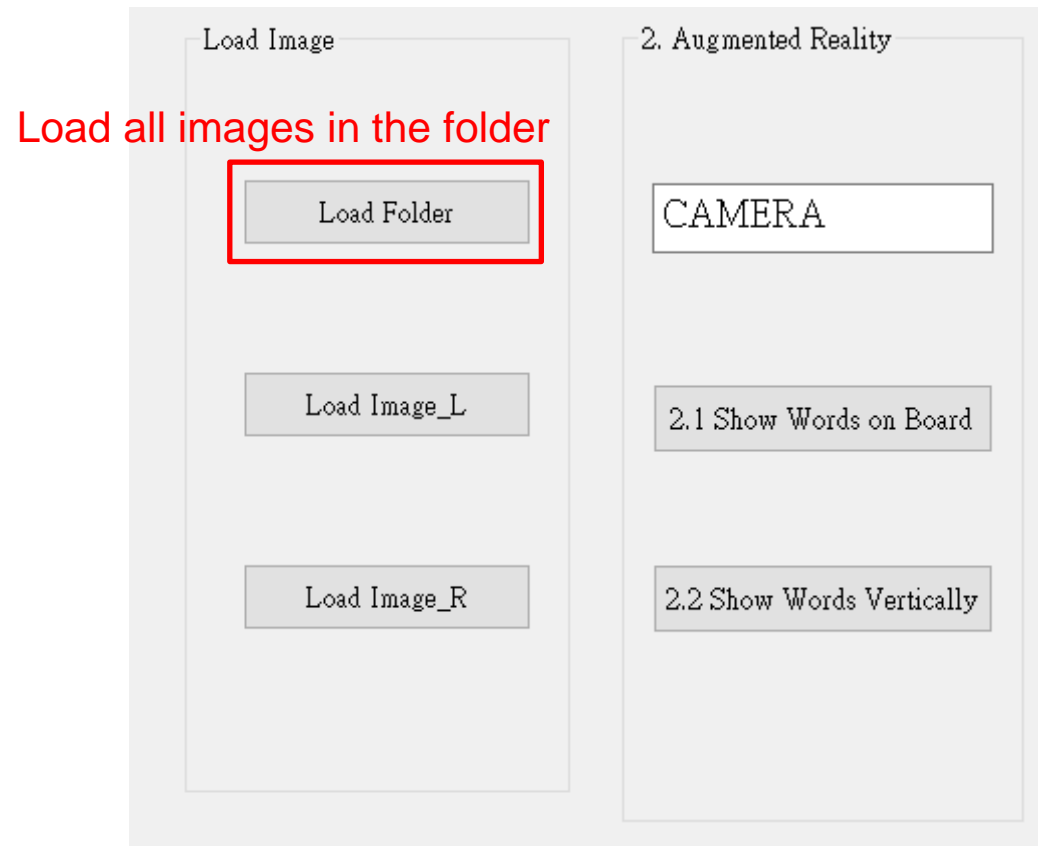 Load Image
Load all images in the folder
Load Folder
Load Image_L
Load Image_R
2. Augmented Reality
CAMERA
2.1 Show Words on Board
2.2 Show Words Vertically